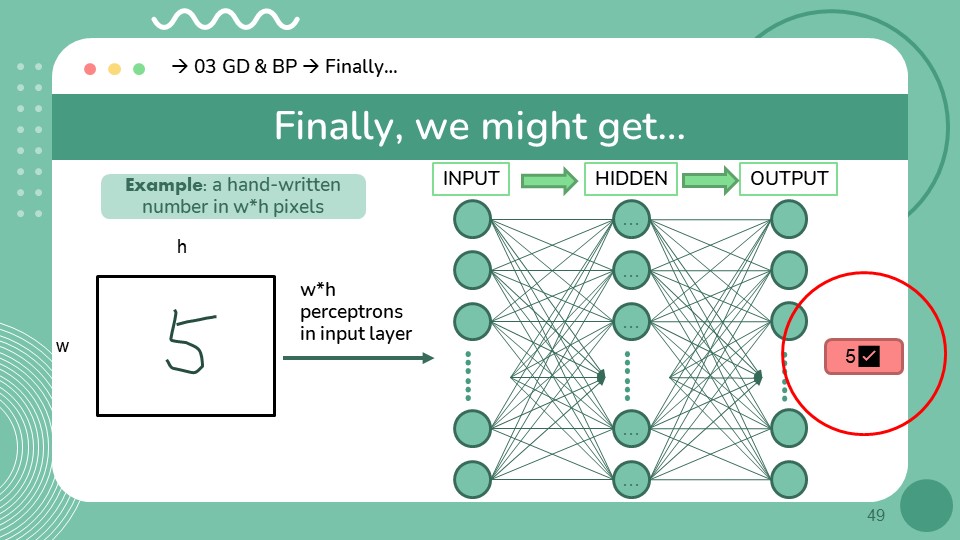 → 03 GD & BP → Finally...
Finally, we might get...
Example: a hand-written
number in w*h pixels
h
w
5
w*h
perceptrons
in input layer
INPUT
HIDDEN
OUTPUT
...
...
...
...
...
5
49